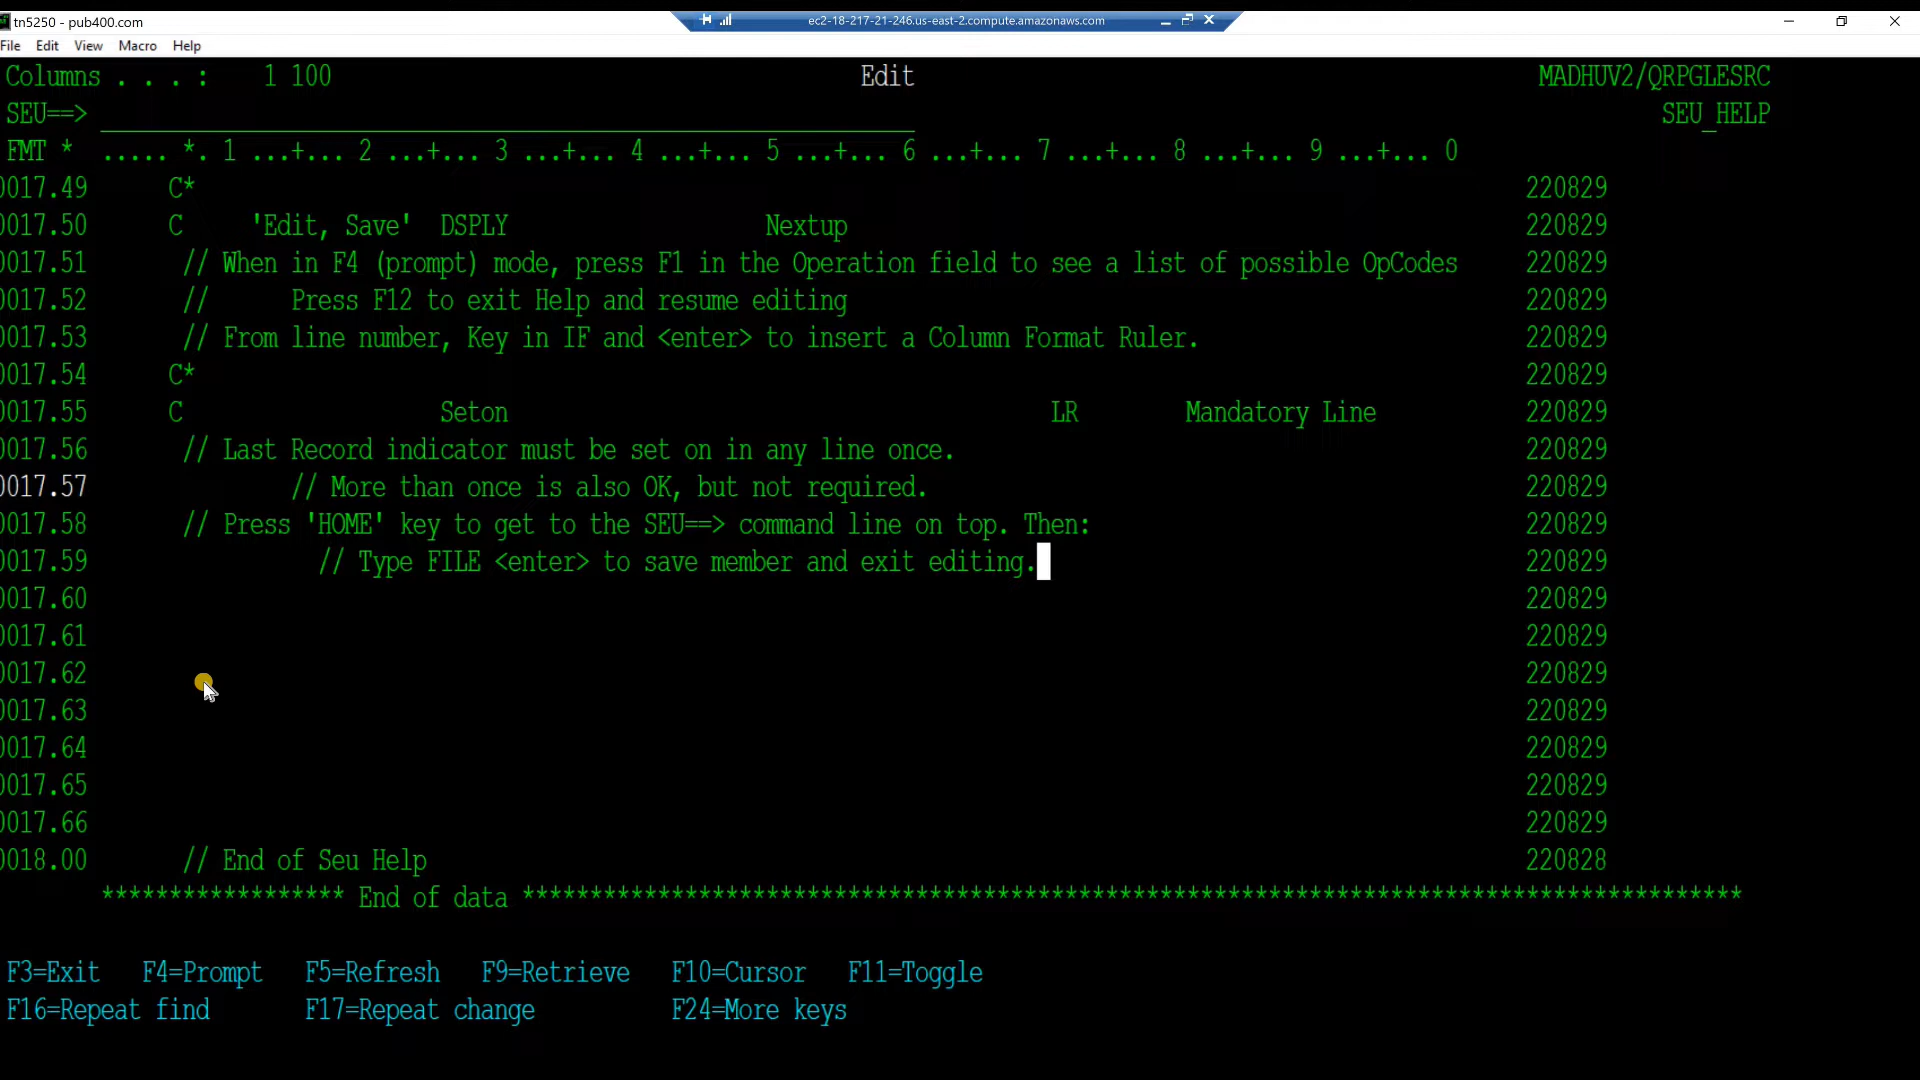 tn5250 - pub400.com
ec2-18-217-21-246.us-east-2.compute.amazonaws.com
File Edit View Macro Help
Columns . . . : 1 100 Edit MADHUV2/QRPGLESRC
SEU==> SEU_HELP
FMT * ..... *. 1 ...+... 2 ...+... 3 ...+... 4 ...+... 5 ...+... 6 ...+... 7 ...+... 8 ...+... 9 ...+... 0
0017.49 C* 220829
0017.50 C 'Edit, Save' DSPLY Nextup 220829
0017.51 // When in F4 (prompt) mode, press F1 in the Operation field to see a list of possible OpCodes 220829
0017.52 // Press F12 to exit Help and resume editing 220829
0017.53 // From line number, Key in IF and <enter> to insert a Column Format Ruler. 220829
0017.54 C* 220829
0017.55 C Seton LR Mandatory Line 220829
0017.56 // Last Record indicator must be set on in any line once. 220829
0017.57 // More than once is also OK, but not required. 220829
0017.58 // Press 'HOME' key to get to the SEU==> command line on top. Then: 220829
0017.59 // Type FILE <enter> to save member and exit editing. 220829
0017.60 220829
0017.61 220829
0017.62 220829
0017.63 220829
0017.64 220829
0017.65 220829
0017.66 220829
0018.00 // End of Seu Help 220828
****************** End of data ******************************************************************************************
F3=Exit F4=Prompt F5=Refresh F9=Retrieve F10=Cursor F11=Toggle
F16=Repeat find F17=Repeat change F24=More keys